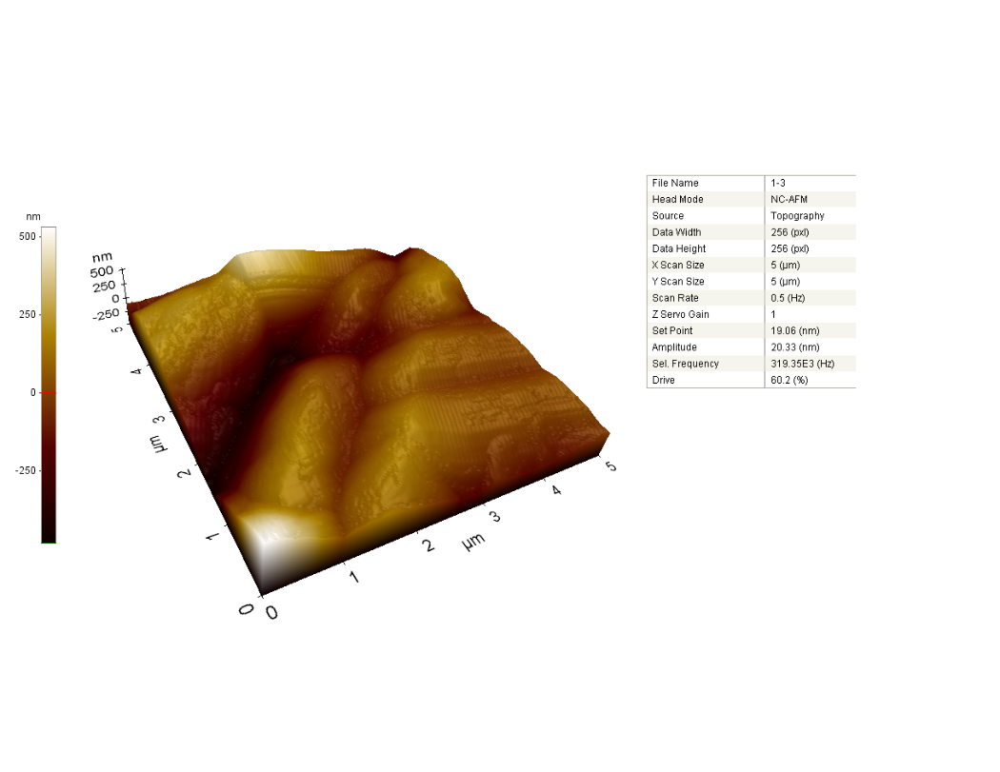 nm
500
250
0
-250
nm
500
250
0
-250
5
4
3
µm
2
1
0
0
1
2
µm
3
4
5
File Name 1-3
Head Mode NC-AFM
Source Topography
Data Width 256 (pxl)
Data Height 256 (pxl)
X Scan Size 5 (µm)
Y Scan Size 5 (µm)
Scan Rate 0.5 (Hz)
Z Servo Gain 1
Set Point 19.06 (nm)
Amplitude 20.33 (nm)
Sel. Frequency 319.35E3 (Hz)
Drive 60.2 (%)